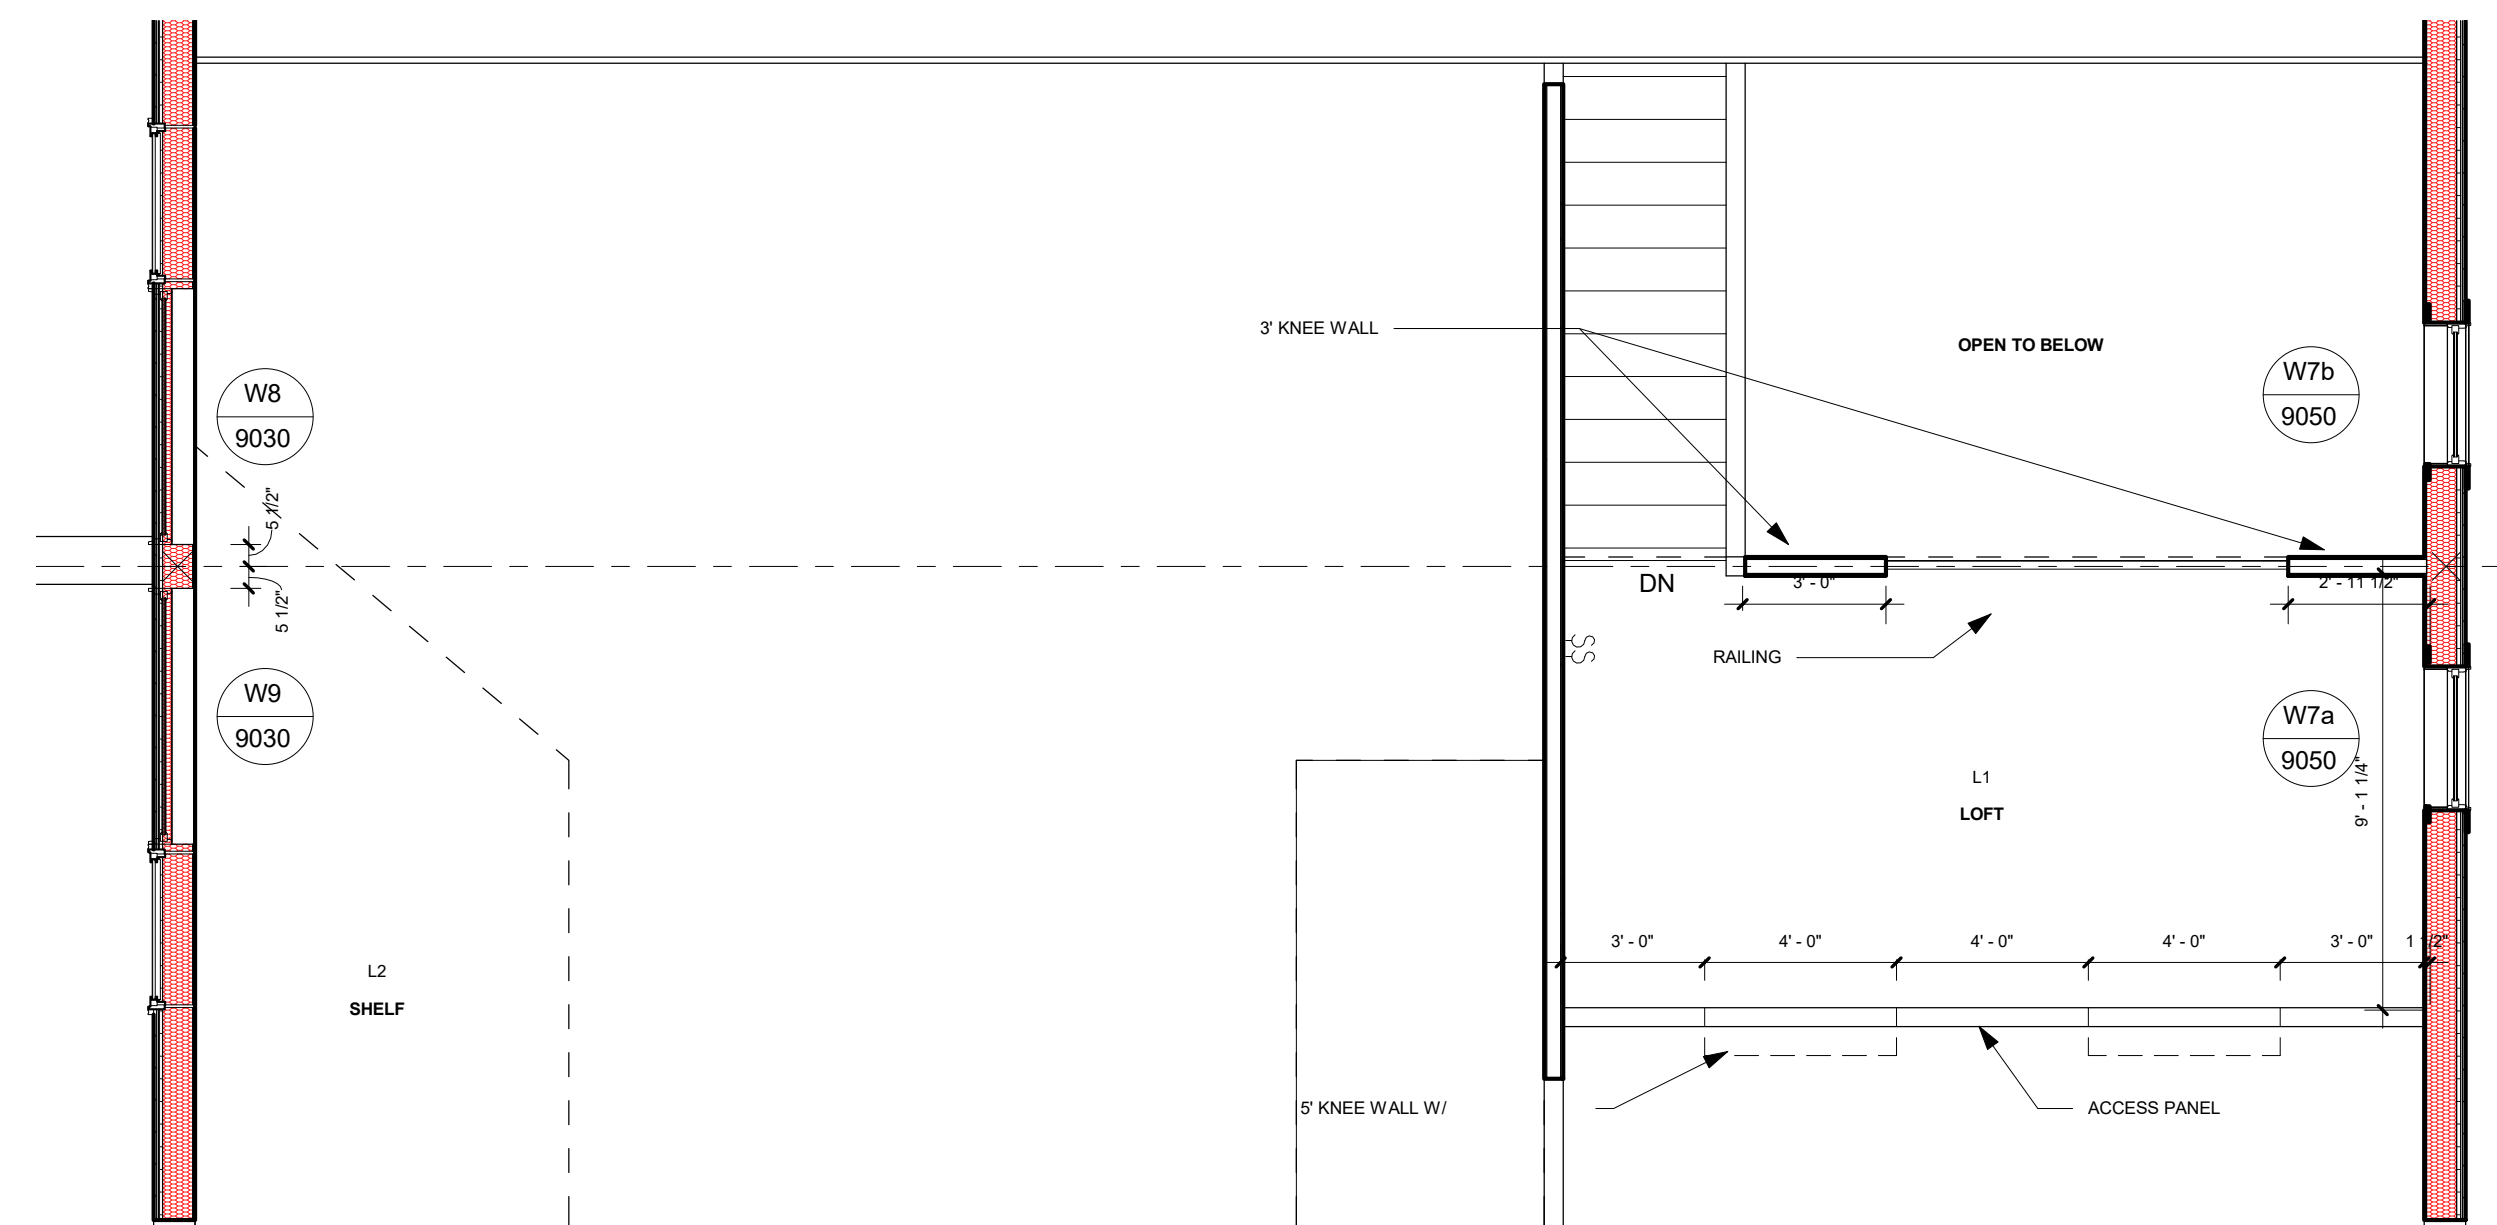 3' KNEE WALL
OPEN TO BELOW
W7b
9050
W8
9030
5 1/2"
5 1/2"
DN
3' - 0"
2' - 11 1/2"
SS
RAILING
W9
9030
W7a
9050
9' - 1 1/4"
L1
LOFT
3' - 0"
4' - 0"
4' - 0"
4' - 0"
3' - 0"
1 1/2"
L2
SHELF
5' KNEE WALL W/
ACCESS PANEL